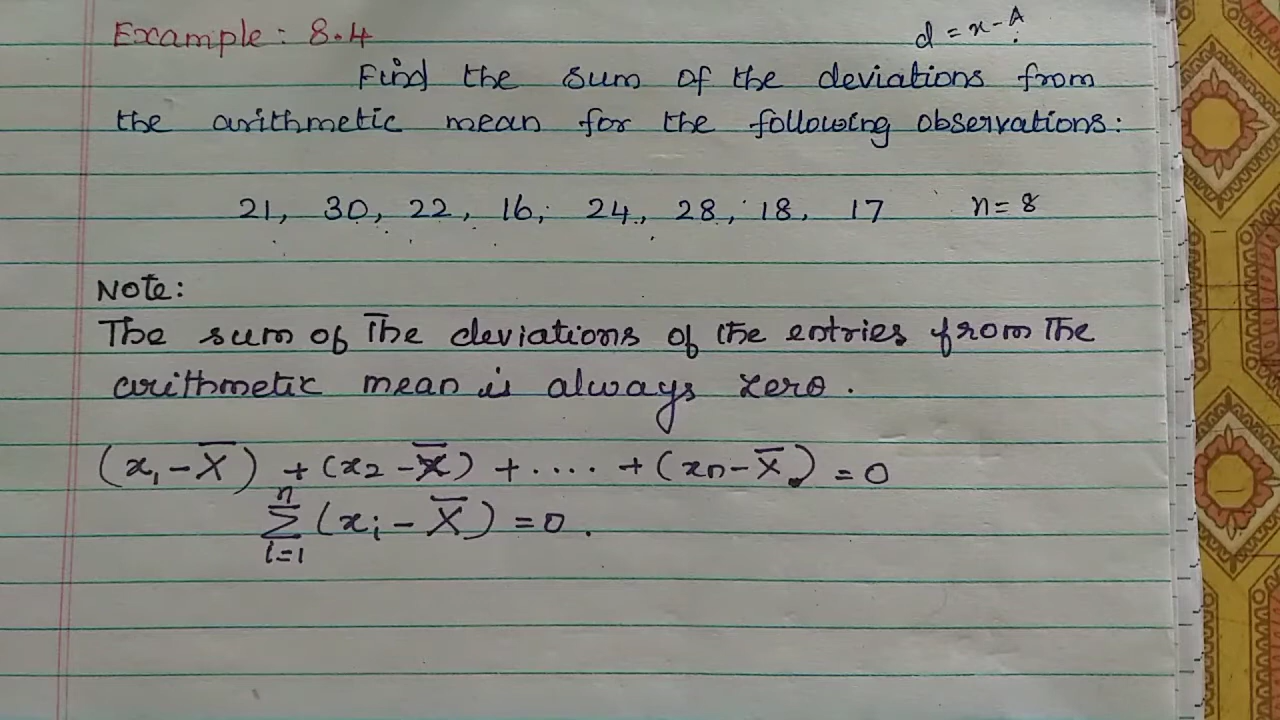 Example: 8.4
d = x - A
Find the sum of the deviations from
the arithmetic mean for the following observations:
21, 30, 22, 16, 24, 28, 18, 17 n = 8
Note:
The sum of The deviations of the entries from The
arithmetic mean is always zero.
(x₁ - X̅) + (x₂ - X̅) + .... + (xₙ - X̅) = 0
n
Σ (xᵢ - X̅) = 0.
i=1